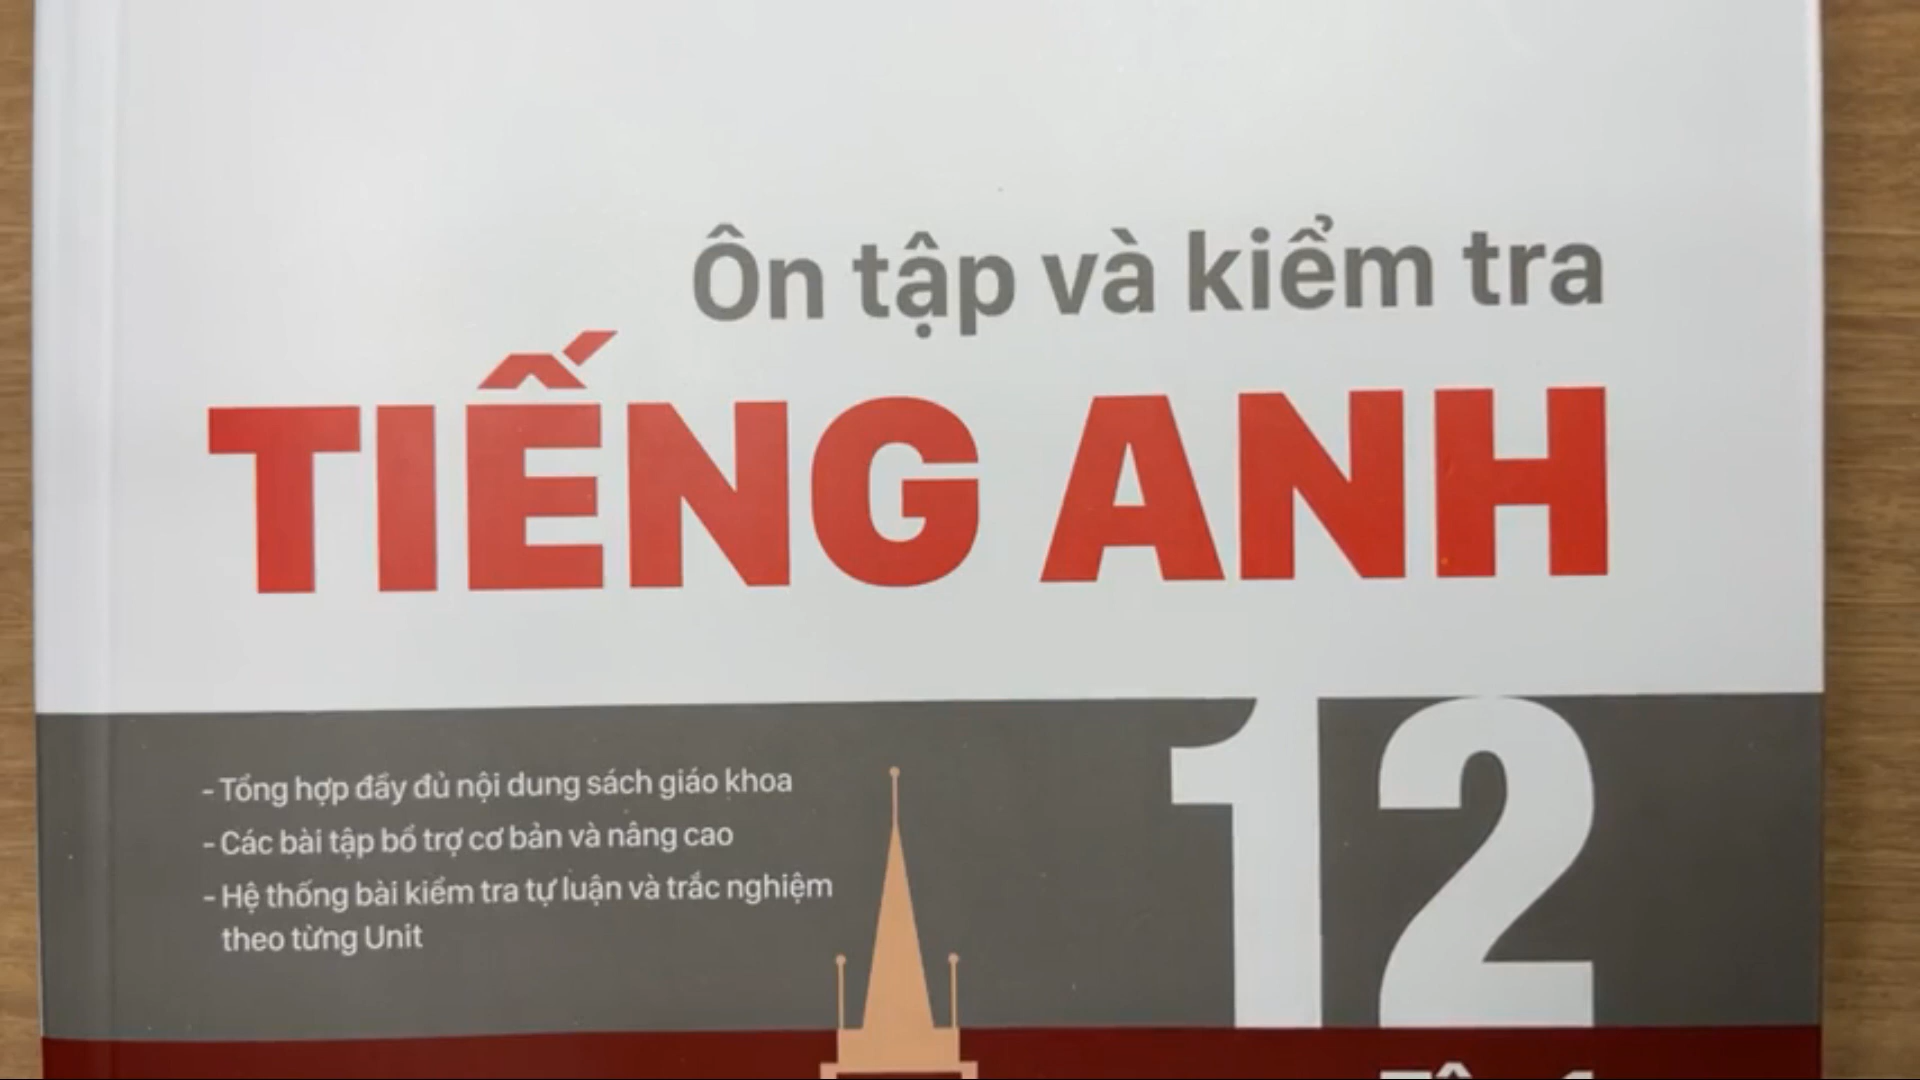 Ôn tập và kiểm tra
TIẾNG ANH
12
- Tổng hợp đầy đủ nội dung sách giáo khoa
- Các bài tập bổ trợ cơ bản và nâng cao
- Hệ thống bài kiểm tra tự luận và trắc nghiệm
theo từng Unit